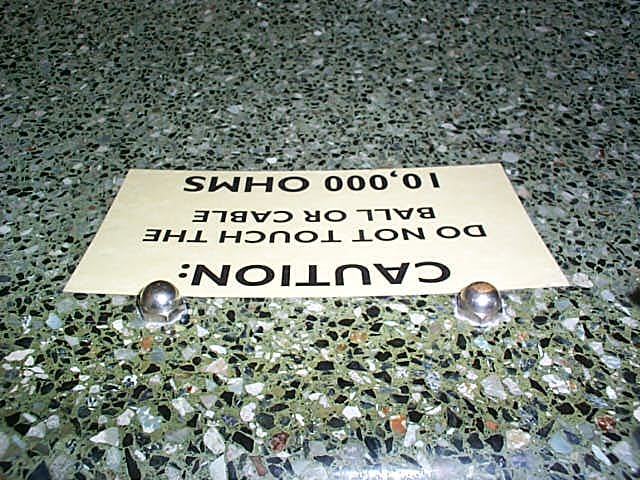 CAUTION:
DO NOT TOUCH THE
BALL OR CABLE
10,000 OHMS